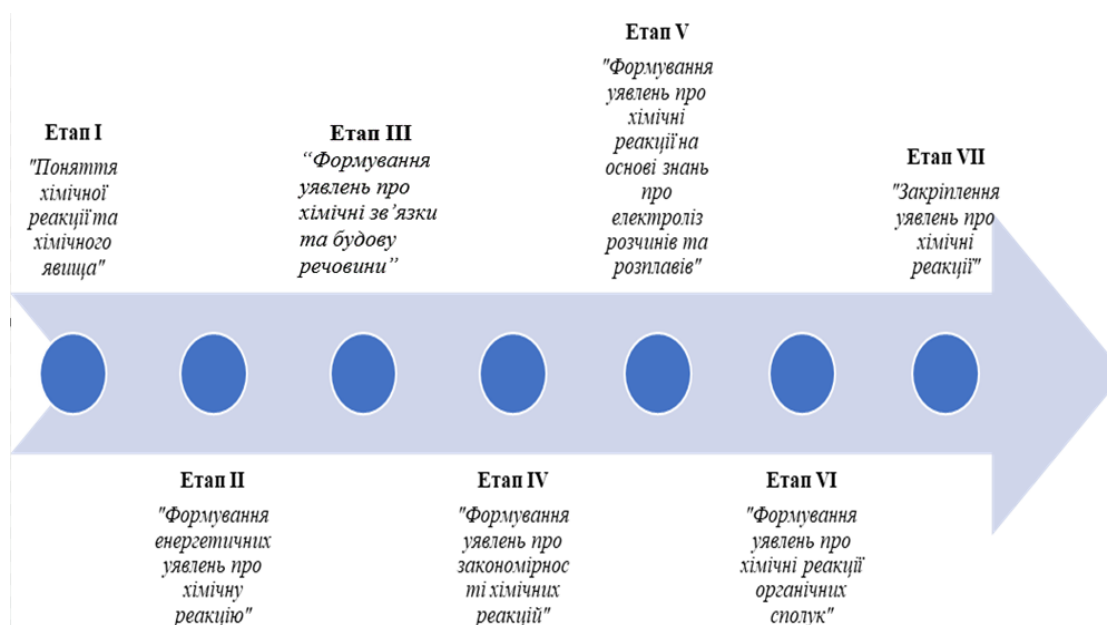 Етап I
"Поняття
хімічної
реакції та
хімічного
явища"
Етап II
"Формування
енергетичних
уявлень про
хімічну
реакцію"
Етап III
“Формування
уявлень про
хімічні зв’язки
та будову
речовини”
Етап IV
"Формування
уявлень про
закономірнос
ті хімічних
реакцій"
Етап V
"Формування
уявлень про
хімічні
реакції на
основі знань
про
електроліз
розчинів та
розплавів"
Етап VI
"Формування
уявлень про
хімічні реакції
органічних
сполук"
Етап VII
"Закріплення
уявлень про
хімічні
реакції"